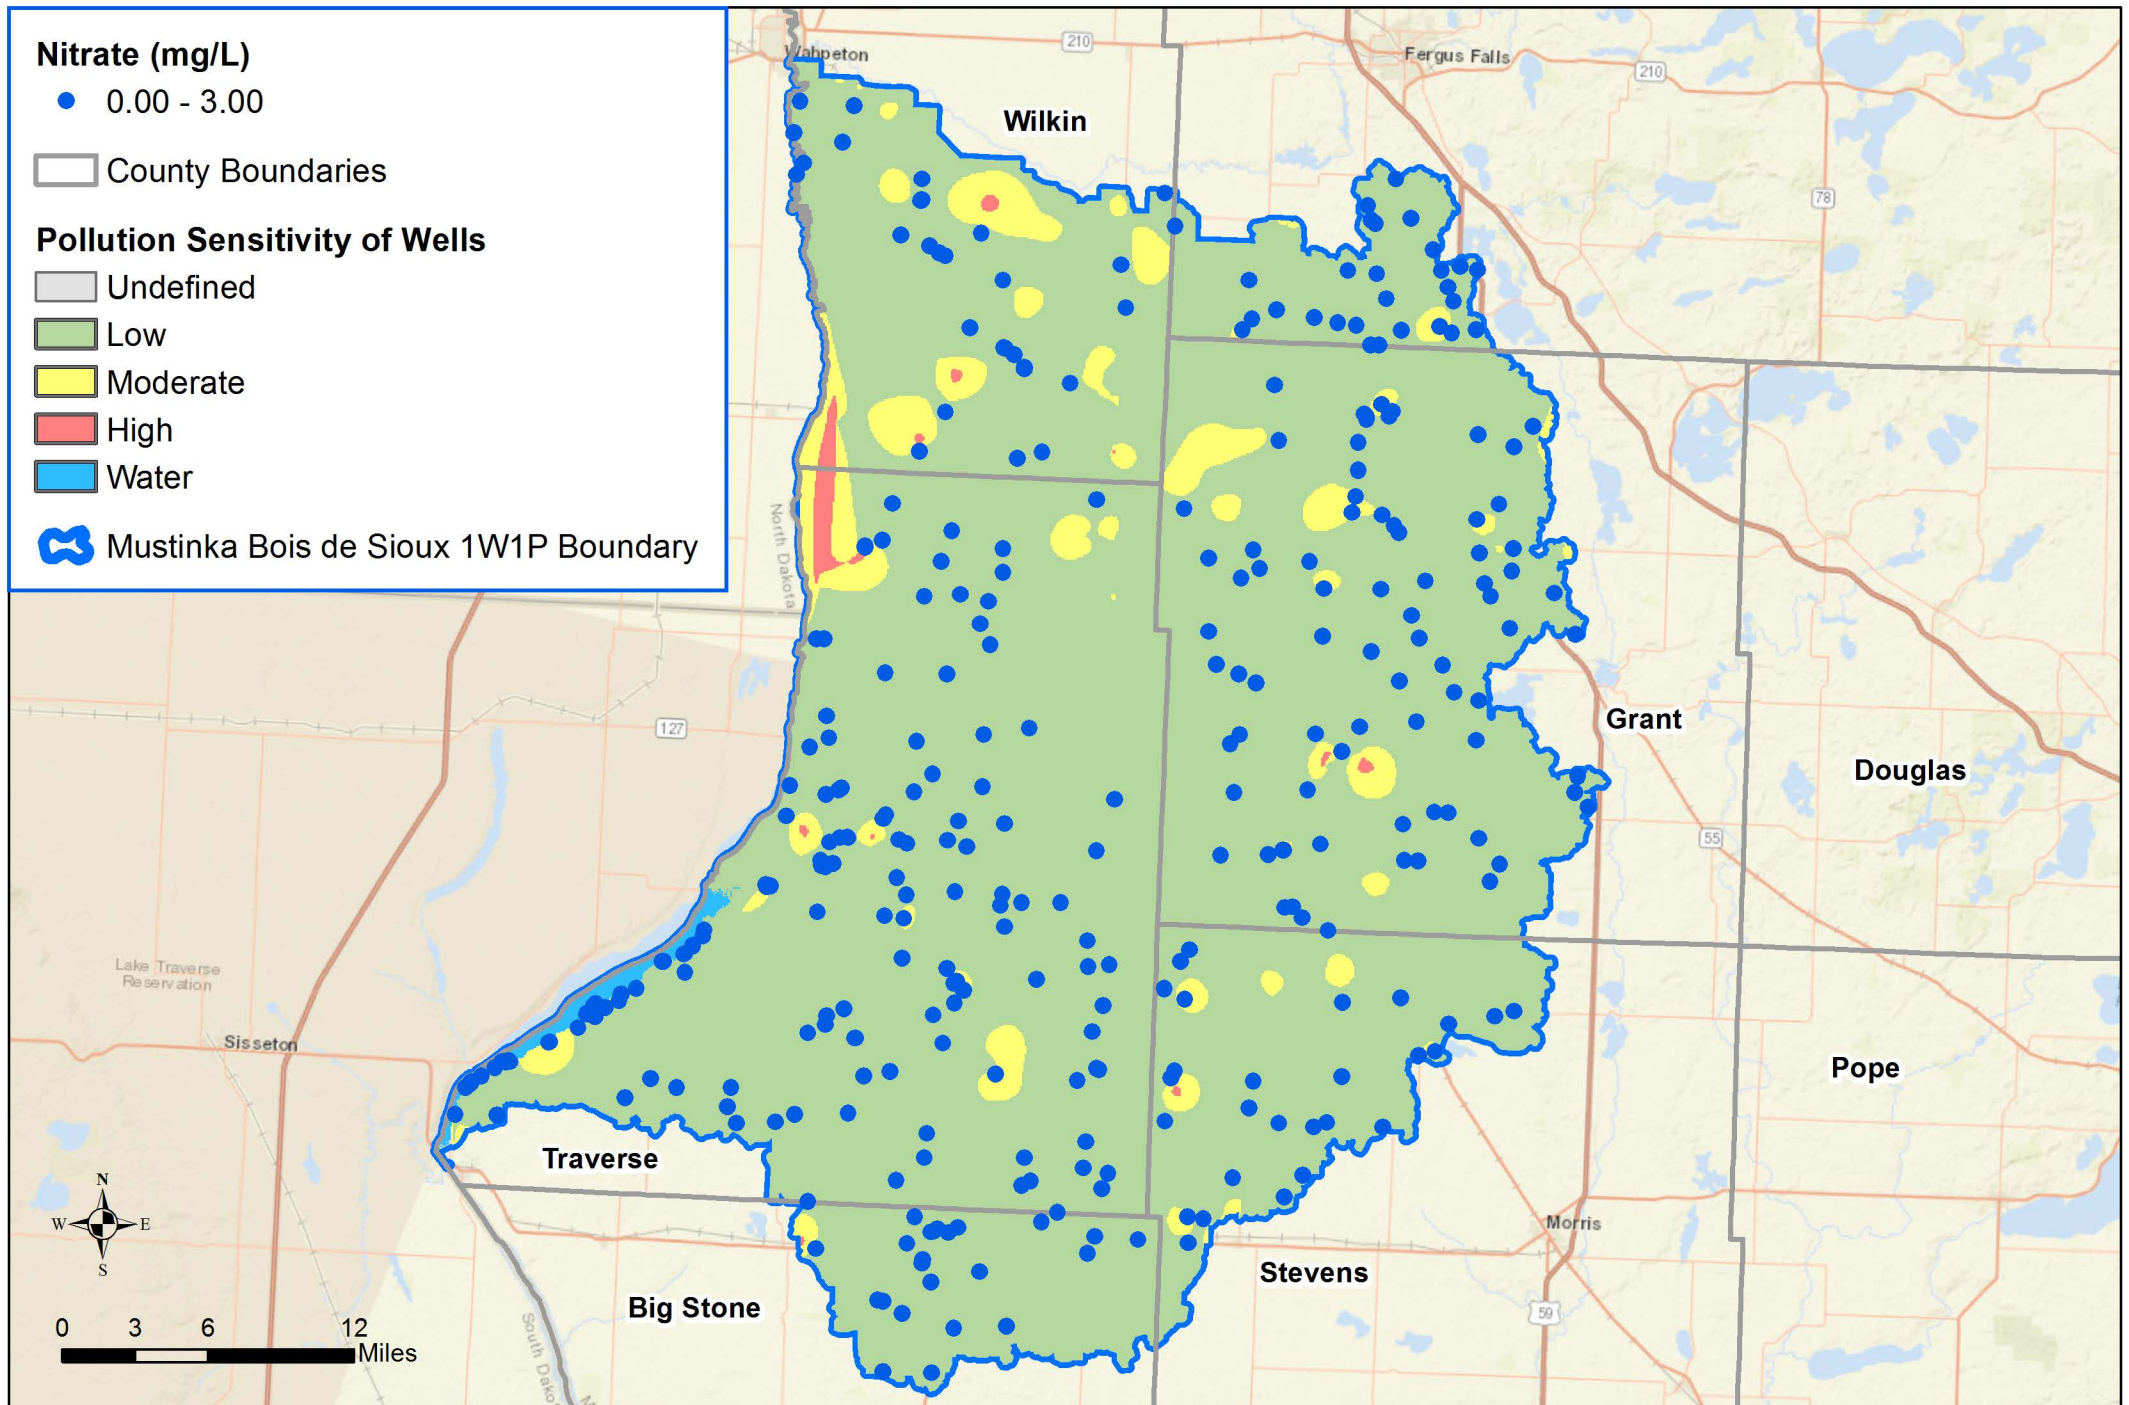 Nitrate (mg/L)
0.00 - 3.00
County Boundaries
Pollution Sensitivity of Wells
Undefined
Low
Moderate
High
Water
Mustinka Bois de Sioux 1W1P Boundary
Wahpeton
210
Fergus Falls
210
Wilkin
78
North Dakota
127
Grant
Douglas
55
Lake Traverse
Reservation
Sisseton
Pope
Traverse
N
W
E
S
Morris
Stevens
Big Stone
59
0 3 6 12
Miles
South Dako
M